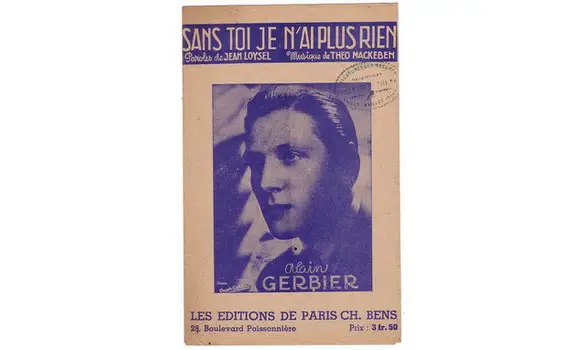 SANS TOI JE N'AI PLUS RIEN
Paroles de JEAN LOYSEL Musique de THEO MACKEBEN
Alain
GERBIER
LES EDITIONS DE PARIS CH. BENS
28, Boulevard Poissonnière Prix : 3 fr. 50